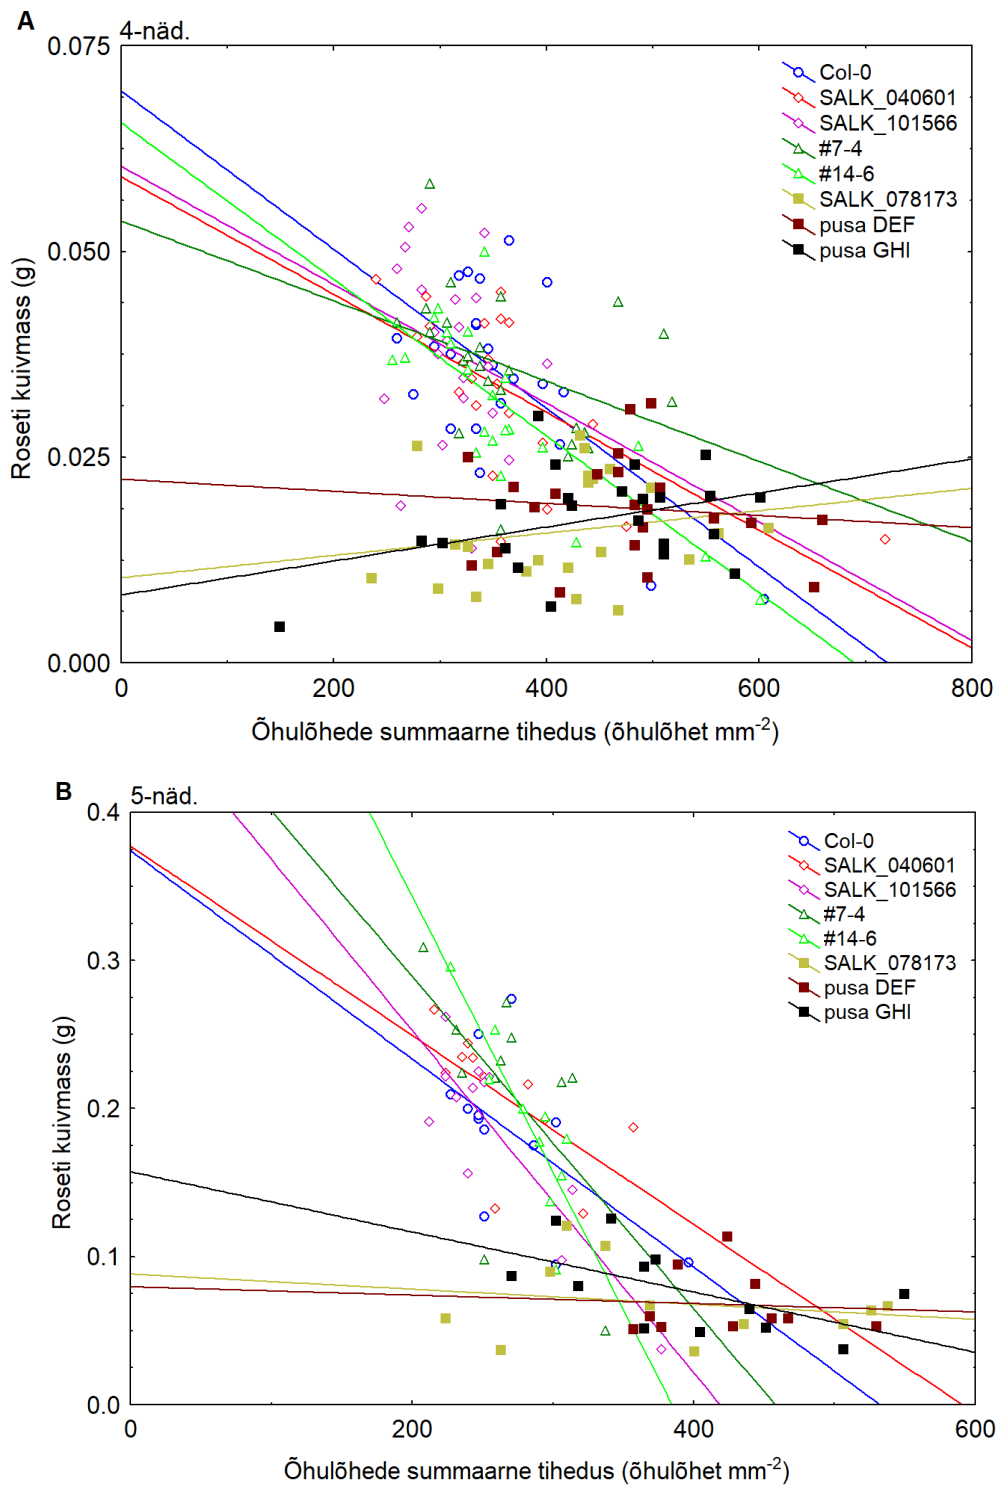 A
4-näd.
0.075
0.050
0.025
0.000
Roseti kuivmass (g)
Col-0
SALK_040601
SALK_101566
#7-4
#14-6
SALK_078173
pusa DEF
pusa GHI
0 200 400 600 800
Õhulõhede summaarne tihedus (õhulõhet mm-2)
B
5-näd.
0.4
0.3
0.2
0.1
0.0
Roseti kuivmass (g)
Col-0
SALK_040601
SALK_101566
#7-4
#14-6
SALK_078173
pusa DEF
pusa GHI
0 200 400 600
Õhulõhede summaarne tihedus (õhulõhet mm-2)